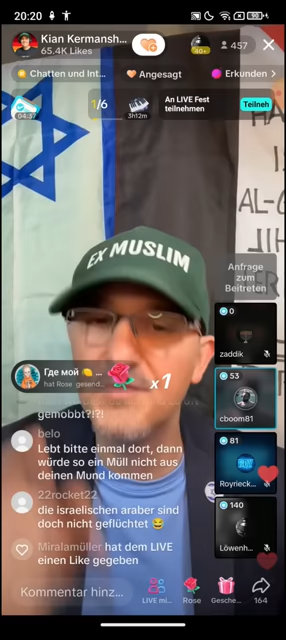 20:20
Kian Kermansh...
65.4K Likes
40+
457
Chatten und Int...
Angesagt
Erkunden
04:37
1/6
3h12m
An LIVE Fest
teilnehmen
Teilneh
EX MUSLIM
AL-
Anfrage
zum
Beitreten
0
zaddik
53
cboom81
81
Royrieck...
140
Löwenh...
Где мой 🍋 ...
hat Rose gesend...
x1
gemobbt?!?!
belo
Lebt bitte einmal dort, dann
würde so ein Müll nicht aus
deinen Mund kommen
22rocket22
die israelischen araber sind
doch nicht geflüchtet 😅
Miralamüller hat dem LIVE
einen Like gegeben
Kommentar hinz...
LIVE mi...
Rose
Gesche...
164